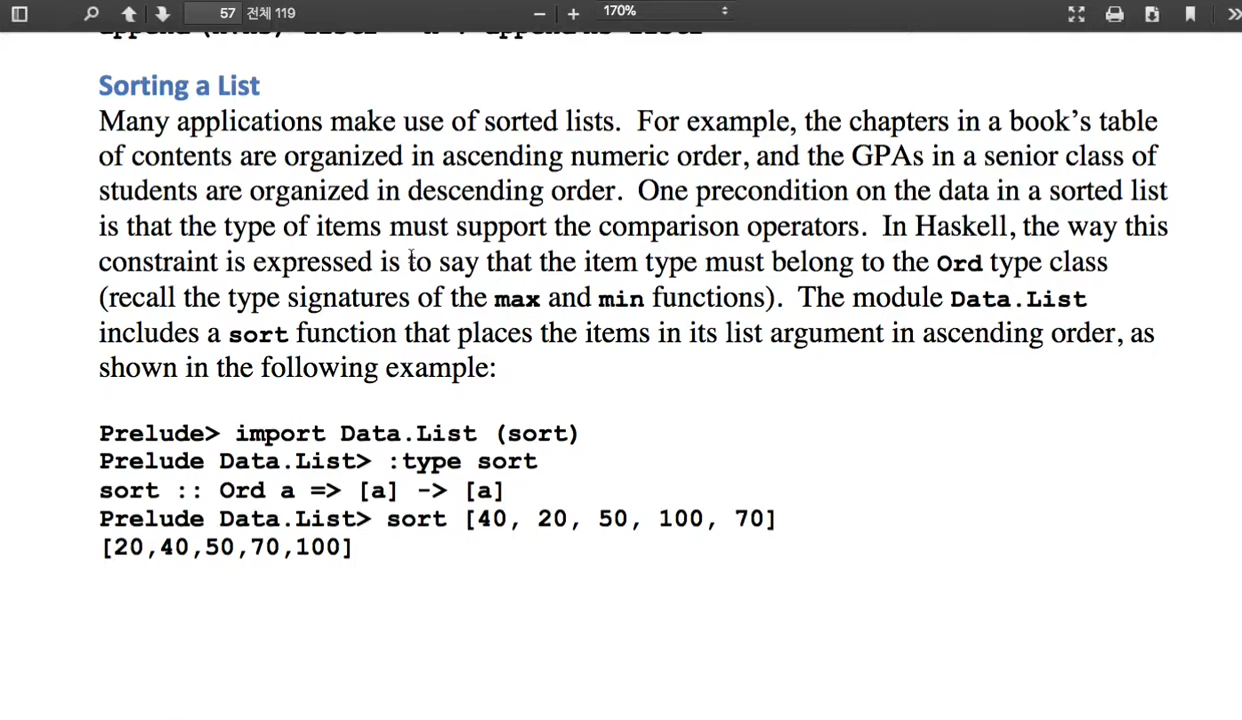 57 전체 119
170%
Sorting a List
Many applications make use of sorted lists. For example, the chapters in a book’s table
of contents are organized in ascending numeric order, and the GPAs in a senior class of
students are organized in descending order. One precondition on the data in a sorted list
is that the type of items must support the comparison operators. In Haskell, the way this
constraint is expressed is to say that the item type must belong to the Ord type class
(recall the type signatures of the max and min functions). The module Data.List
includes a sort function that places the items in its list argument in ascending order, as
shown in the following example:
Prelude> import Data.List (sort)
Prelude Data.List> :type sort
sort :: Ord a => [a] -> [a]
Prelude Data.List> sort [40, 20, 50, 100, 70]
[20,40,50,70,100]